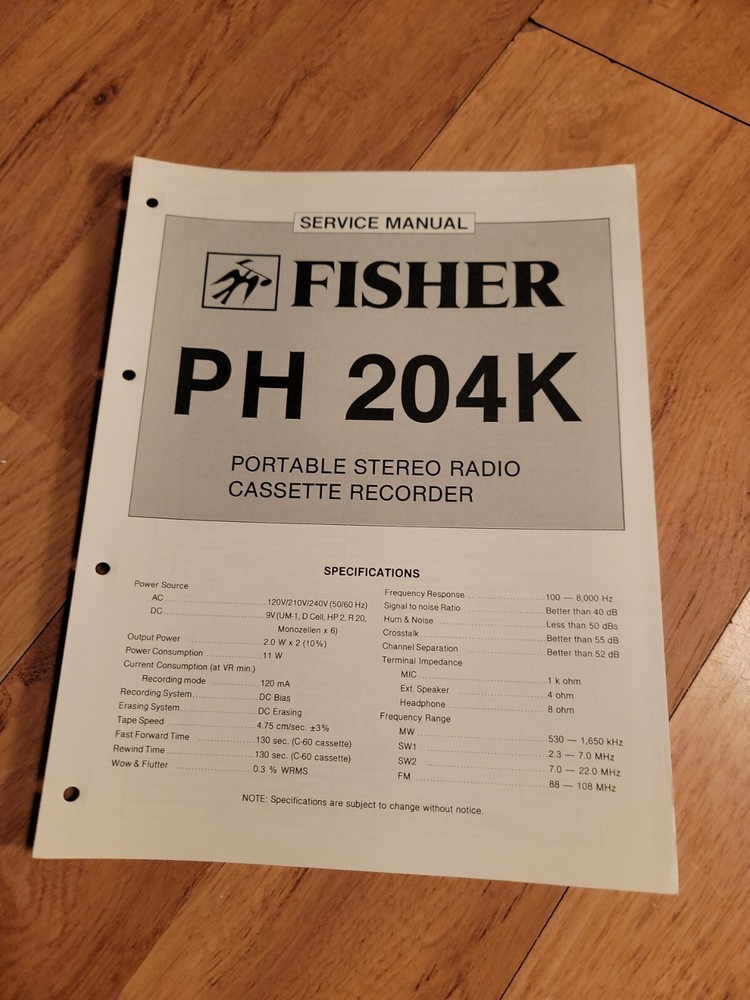 SERVICE MANUAL
FISHER
PH 204K
PORTABLE STEREO RADIO
CASSETTE RECORDER
SPECIFICATIONS
Power Source
AC 120V/210V/240V (50/60 Hz)
DC 9V (UM-1, D Cell, HP 2, R 20,
Monozellen x 6)
Output Power 2.0 W x 2 (10%)
Power Consumption 11 W
Current Consumption (at VR min.)
Recording mode 120 mA
Recording System DC Bias
Erasing System DC Erasing
Tape Speed 4.75 cm/sec. ±3%
Fast Forward Time 130 sec. (C-60 cassette)
Rewind Time 130 sec. (C-60 cassette)
Wow & Flutter 0.3 % WRMS
Frequency Response 100 — 8,000 Hz
Signal to noise Ratio Better than 40 dB
Hum & Noise Less than 50 dBs
Crosstalk Better than 55 dB
Channel Separation Better than 52 dB
Terminal Impedance
MIC 1 k ohm
Ext. Speaker 4 ohm
Headphone 8 ohm
Frequency Range
MW 530 — 1,650 kHz
SW1 2.3 — 7.0 MHz
SW2 7.0 — 22.0 MHz
FM 88 — 108 MHz
NOTE: Specifications are subject to change without notice.